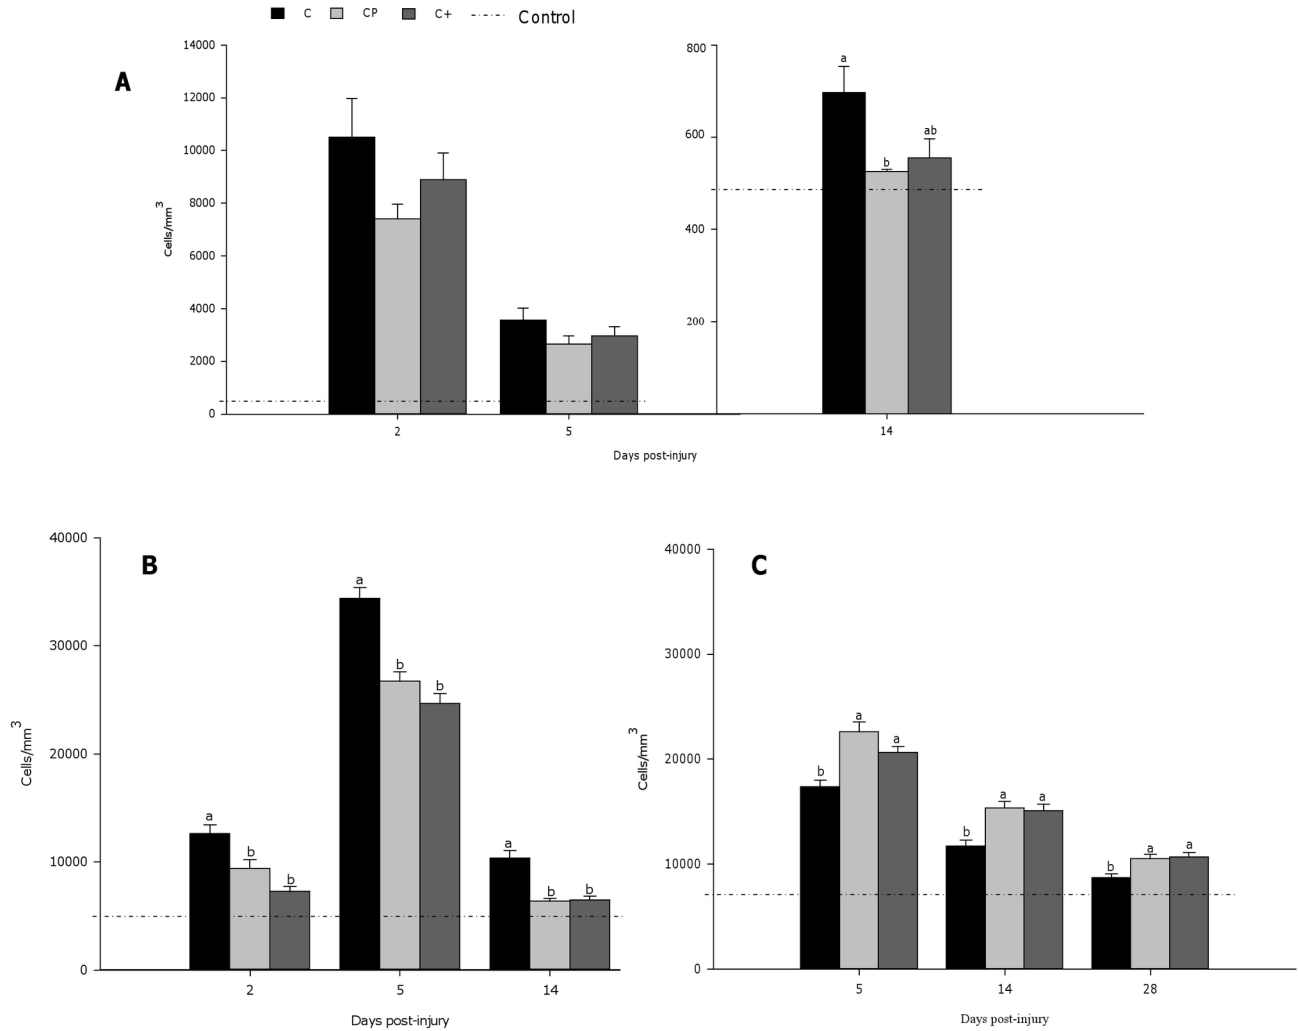 C CP C+ Control
A
14000
12000
10000
8000
6000
4000
2000
0
Cells/mm3
2 5
800
600
400
200
a
b
ab
14
Days post-injury
B
40000
30000
20000
10000
0
Cells/mm3
a b b
a b b
a b b
2 5 14
Days post-injury
C
40000
30000
20000
10000
0
Cells/mm3
b a a
b a a
b a a
5 14 28
Days post-injury